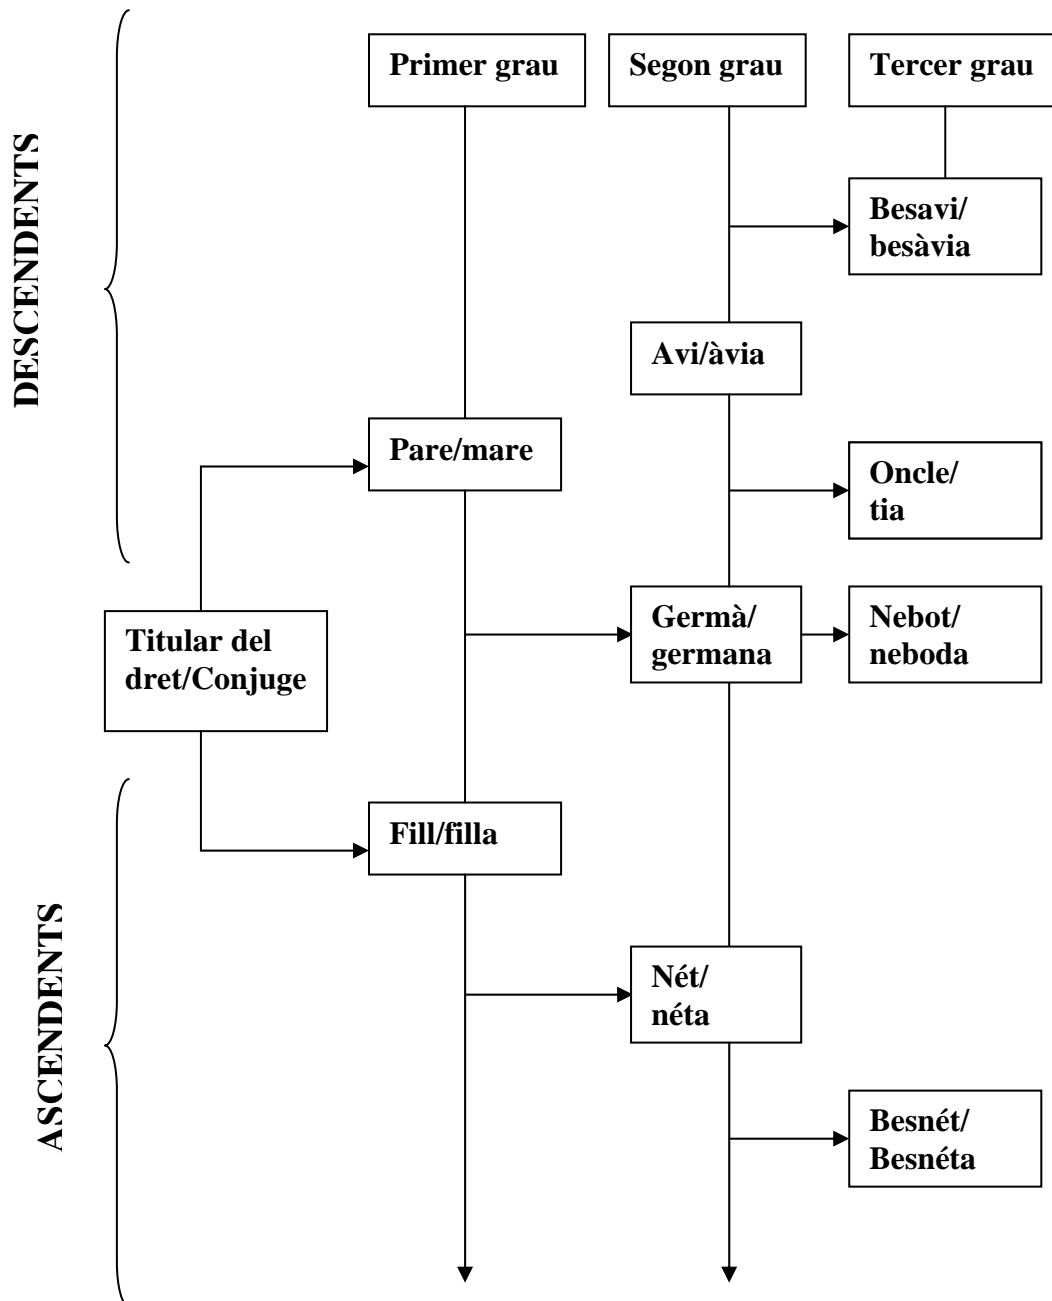 Primer grau
Segon grau
Tercer grau
DESCENDENTS
Besavi/
besàvia
Avi/àvia
Pare/mare
Oncle/
tia
Titular del
dret/Conjuge
Germà/
germana
Nebot/
neboda
Fill/filla
ASCENDENTS
Nét/
néta
Besnét/
Besnéta